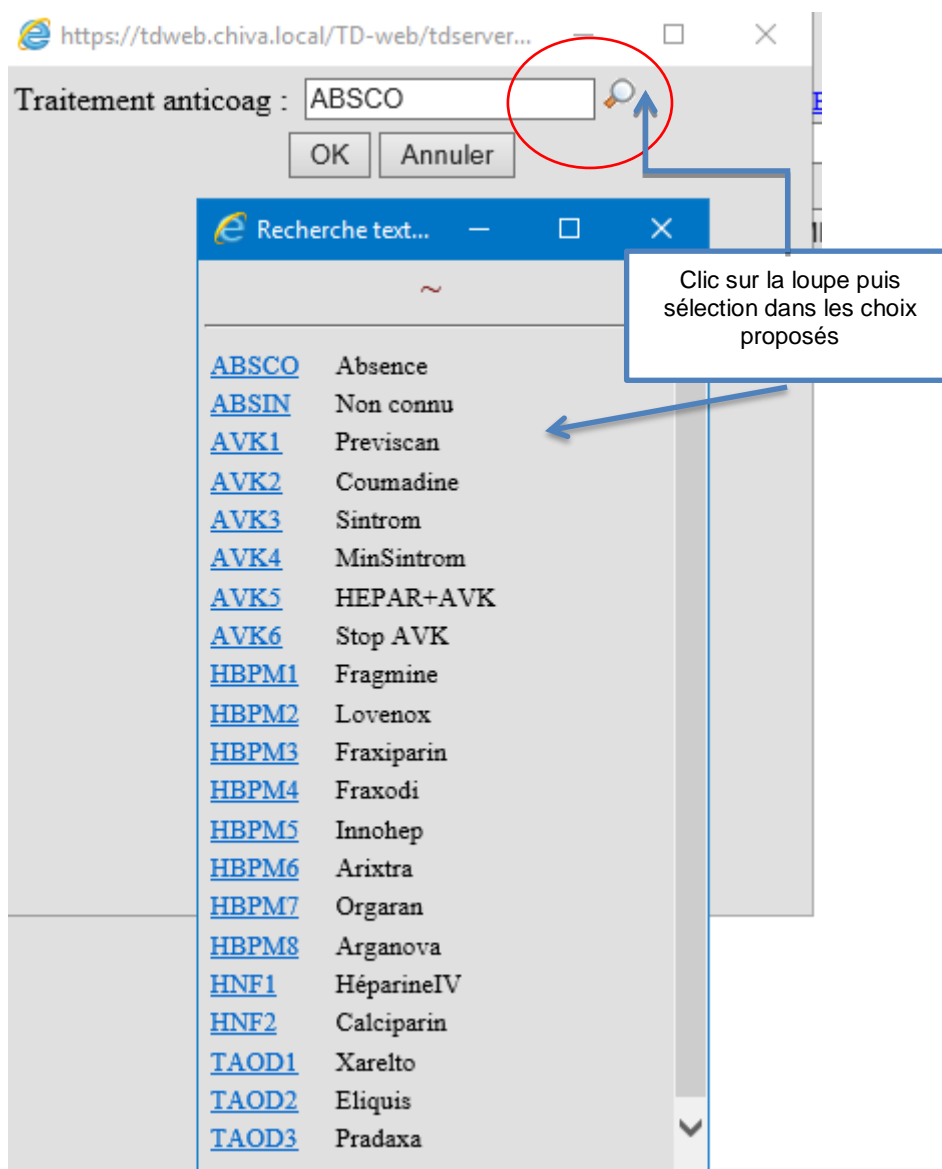 https://tdweb.chiva.local/TD-web/tdserver...
Traitement anticoag : ABSCO
OK Annuler
Recherche text...
~
Clic sur la loupe puis
sélection dans les choix
proposés
ABSCO Absence
ABSIN Non connu
AVK1 Previscan
AVK2 Coumadine
AVK3 Sintrom
AVK4 MinSintrom
AVK5 HEPAR+AVK
AVK6 Stop AVK
HBPM1 Fragmine
HBPM2 Lovenox
HBPM3 Fraxiparin
HBPM4 Fraxodi
HBPM5 Innohep
HBPM6 Arixtra
HBPM7 Orgaran
HBPM8 Arganova
HNF1 HéparineIV
HNF2 Calciparin
TAOD1 Xarelto
TAOD2 Eliquis
TAOD3 Pradaxa